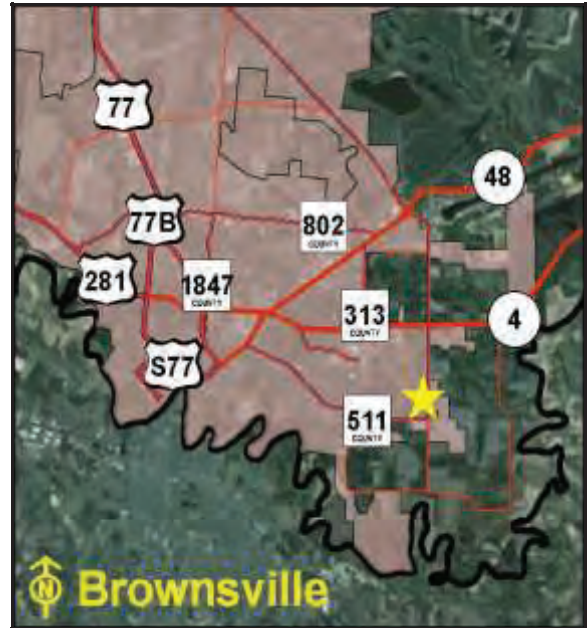 77
48
77B
802
COUNTY
281
1847
COUNTY
313
COUNTY
4
S77
511
COUNTY
N
Brownsville